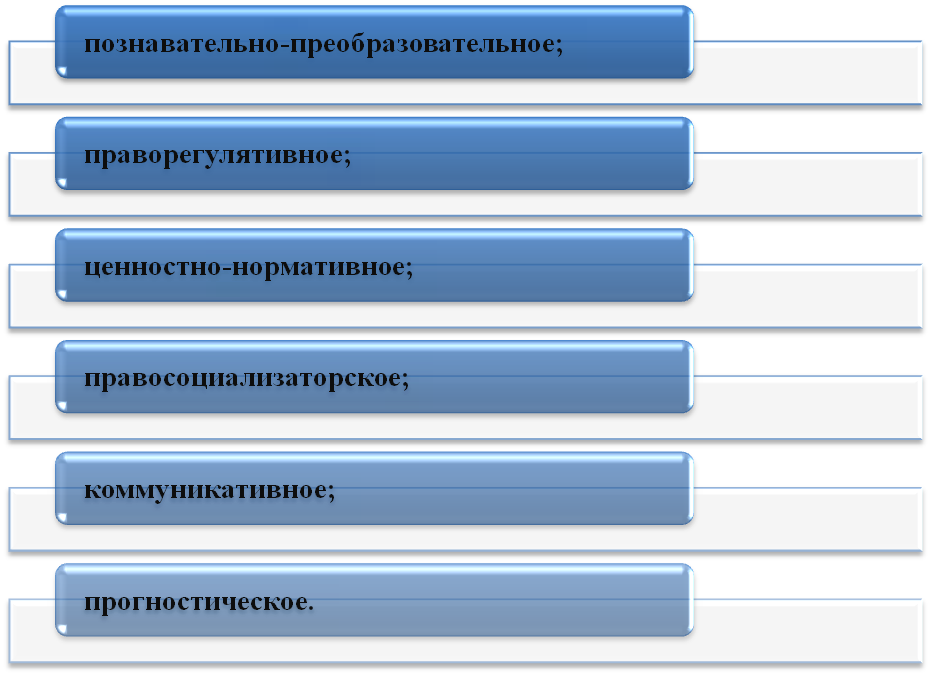 познавательно-преобразовательное;
праворегулятивное;
ценностно-нормативное;
правосоциализаторское;
коммуникативное;
прогностическое.